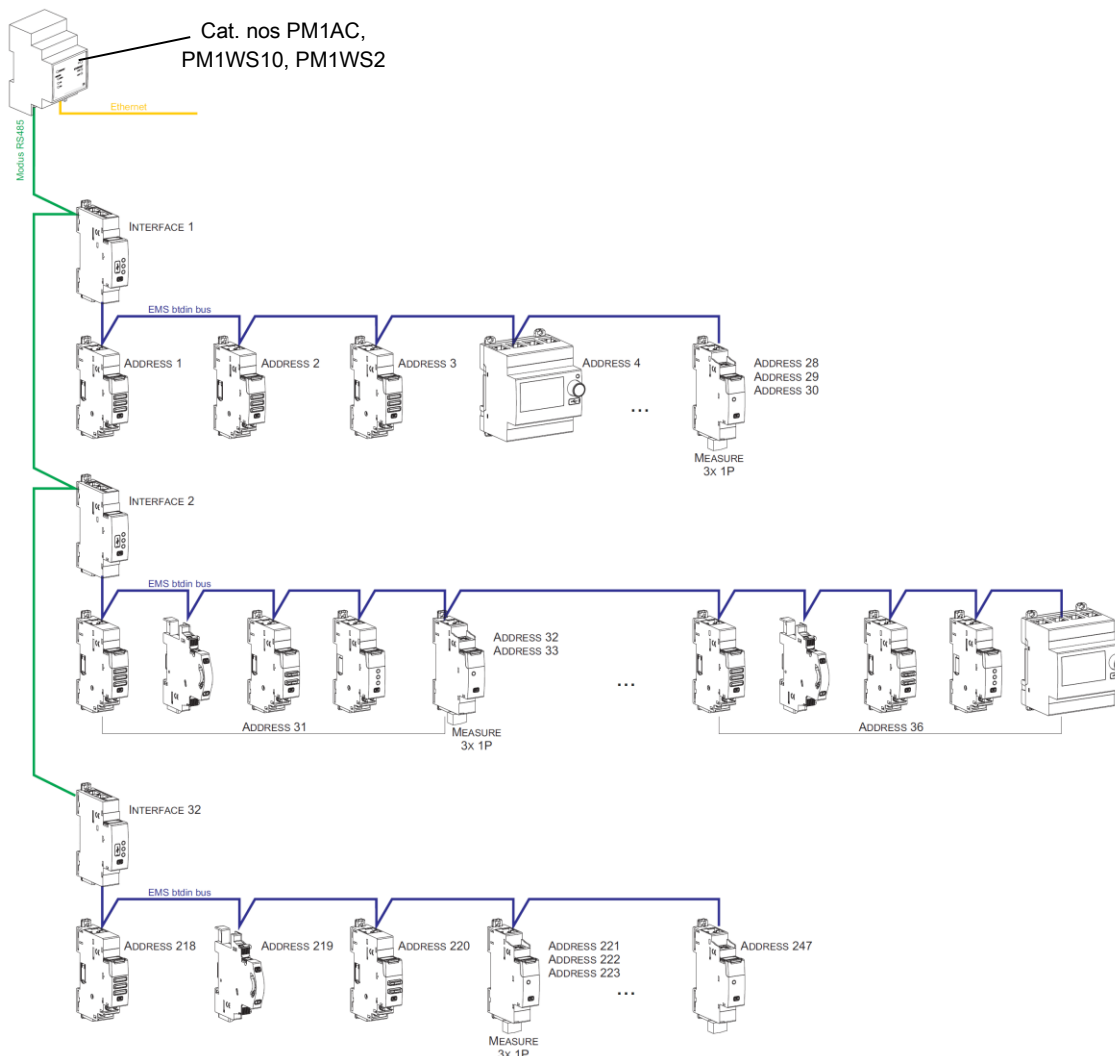 Cat. nos PM1AC,
PM1WS10, PM1WS2
Ethernet
Modus RS485
INTERFACE 1
EMS btdin bus
ADDRESS 1
ADDRESS 2
ADDRESS 3
ADDRESS 4
ADDRESS 28
ADDRESS 29
ADDRESS 30
...
MEASURE
3X 1P
INTERFACE 2
EMS btdin bus
ADDRESS 32
ADDRESS 33
...
ADDRESS 31
ADDRESS 36
MEASURE
3X 1P
INTERFACE 32
EMS btdin bus
ADDRESS 218
ADDRESS 219
ADDRESS 220
ADDRESS 221
ADDRESS 222
ADDRESS 223
ADDRESS 247
...
MEASURE
3X 1P